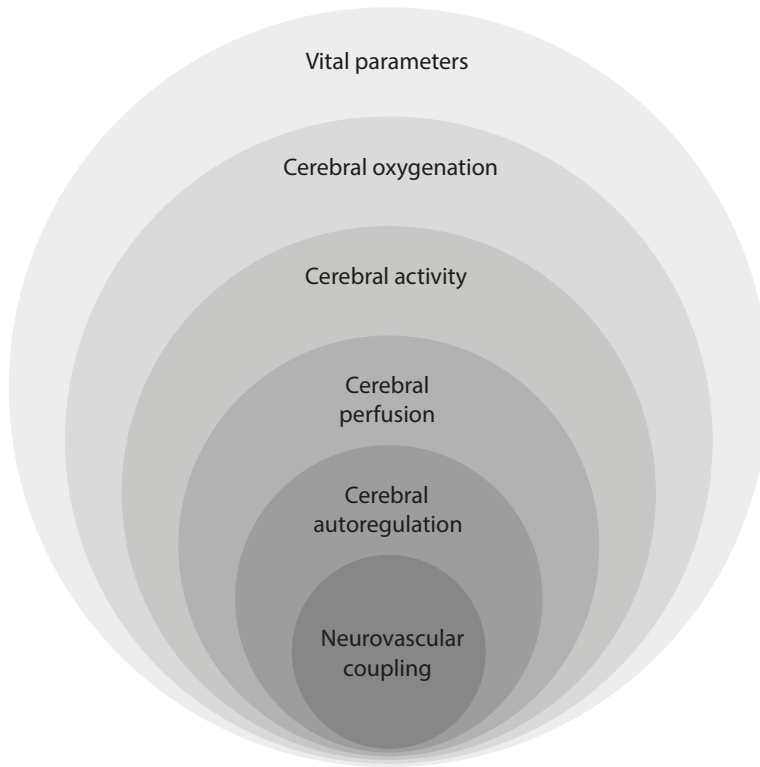 Vital parameters
Cerebral oxygenation
Cerebral activity
Cerebral
perfusion
Cerebral
autoregulation
Neurovascular
coupling